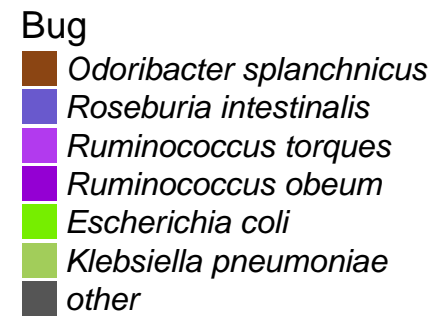 Bug
Odoribacter splanchnicus
Roseburia intestinalis
Ruminococcus torques
Ruminococcus obeum
Escherichia coli
Klebsiella pneumoniae
other